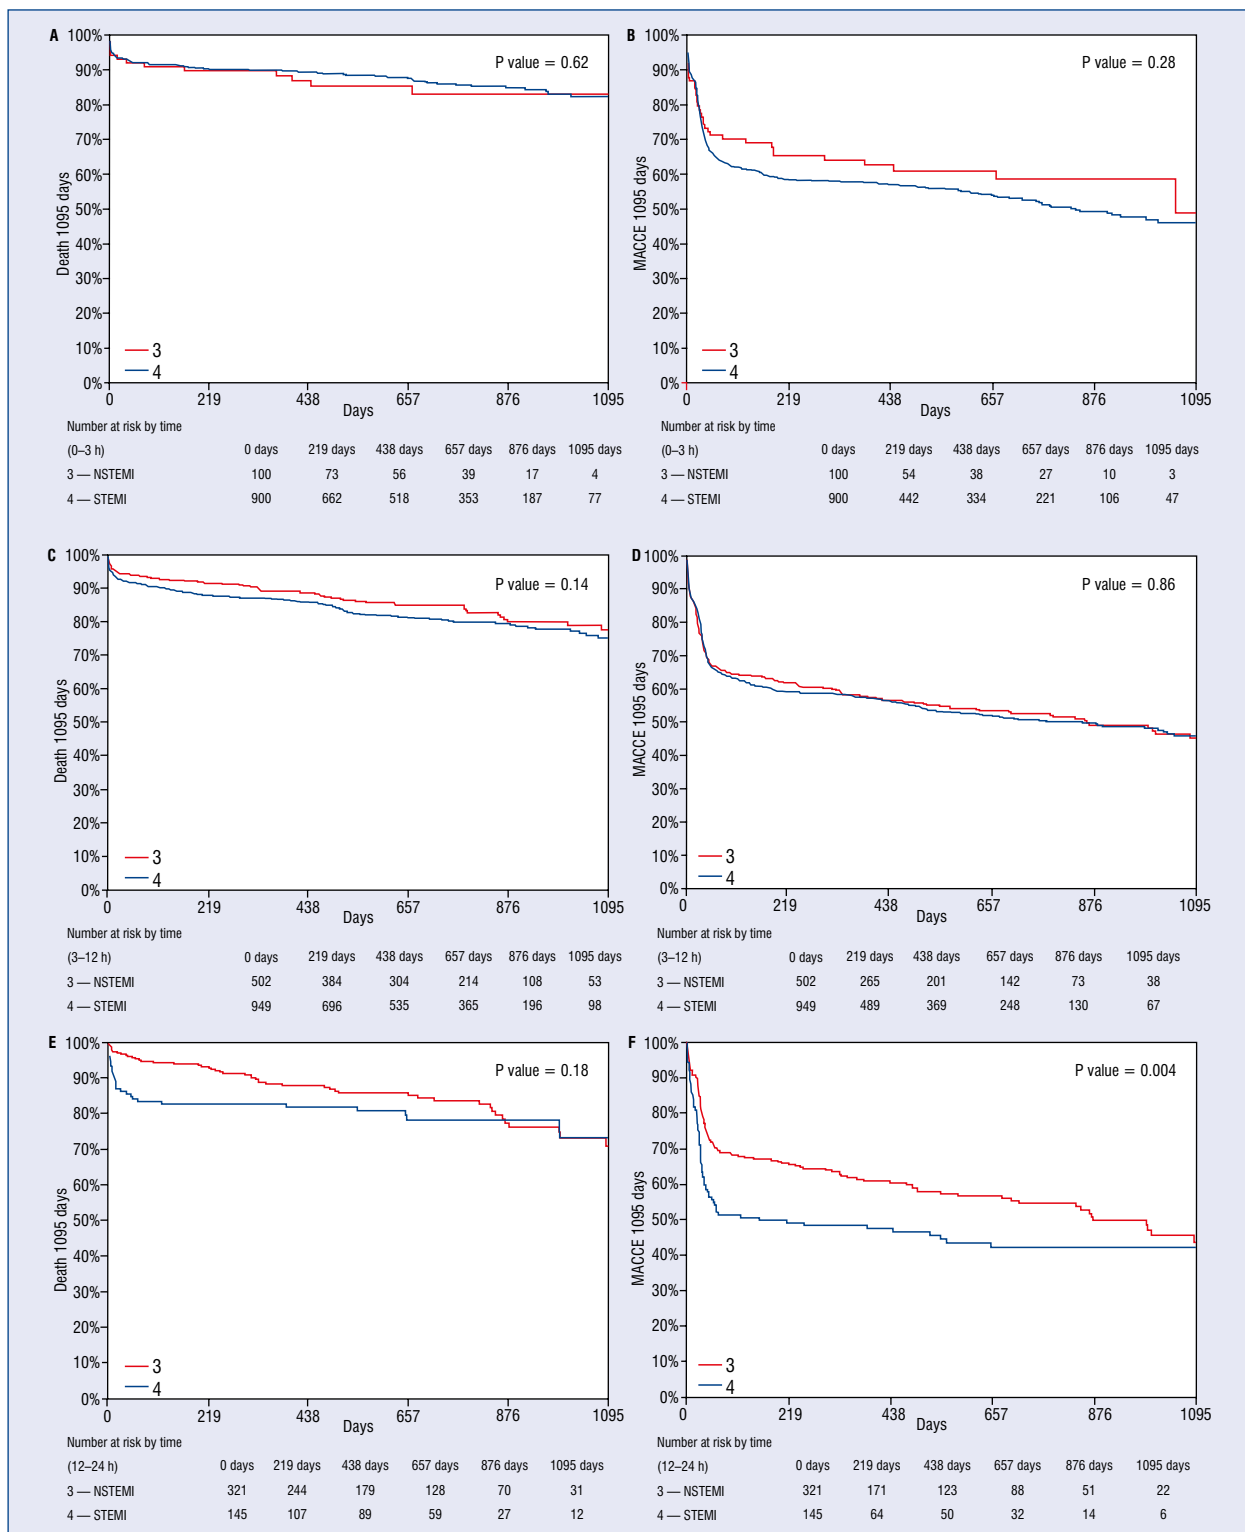 A
P value = 0.62
Death 1095 days
100%
90%
80%
70%
60%
50%
40%
30%
20%
10%
0%
3
4
0 219 438 657 876 1095
Days
Number at risk by time
(0–3 h) 0 days 219 days 438 days 657 days 876 days 1095 days
3 — NSTEMI 100 73 56 39 17 4
4 — STEMI 900 662 518 353 187 77
B
P value = 0.28
MACCE 1095 days
100%
90%
80%
70%
60%
50%
40%
30%
20%
10%
0%
3
4
0 219 438 657 876 1095
Days
Number at risk by time
(0–3 h) 0 days 219 days 438 days 657 days 876 days 1095 days
3 — NSTEMI 100 54 38 27 10 3
4 — STEMI 900 442 334 221 106 47
C
P value = 0.14
Death 1095 days
100%
90%
80%
70%
60%
50%
40%
30%
20%
10%
0%
3
4
0 219 438 657 876 1095
Days
Number at risk by time
(3–12 h) 0 days 219 days 438 days 657 days 876 days 1095 days
3 — NSTEMI 502 384 304 214 108 53
4 — STEMI 949 696 535 365 196 98
D
P value = 0.86
MACCE 1095 days
100%
90%
80%
70%
60%
50%
40%
30%
20%
10%
0%
3
4
0 219 438 657 876 1095
Days
Number at risk by time
(3–12 h) 0 days 219 days 438 days 657 days 876 days 1095 days
3 — NSTEMI 502 265 201 142 73 38
4 — STEMI 949 489 369 248 130 67
E
P value = 0.18
Death 1095 days
100%
90%
80%
70%
60%
50%
40%
30%
20%
10%
0%
3
4
0 219 438 657 876 1095
Days
Number at risk by time
(12–24 h) 0 days 219 days 438 days 657 days 876 days 1095 days
3 — NSTEMI 321 244 179 128 70 31
4 — STEMI 145 107 89 59 27 12
F
P value = 0.004
MACCE 1095 days
100%
90%
80%
70%
60%
50%
40%
30%
20%
10%
0%
3
4
0 219 438 657 876 1095
Days
Number at risk by time
(12–24 h) 0 days 219 days 438 days 657 days 876 days 1095 days
3 — NSTEMI 321 171 123 88 51 22
4 — STEMI 145 64 50 32 14 6